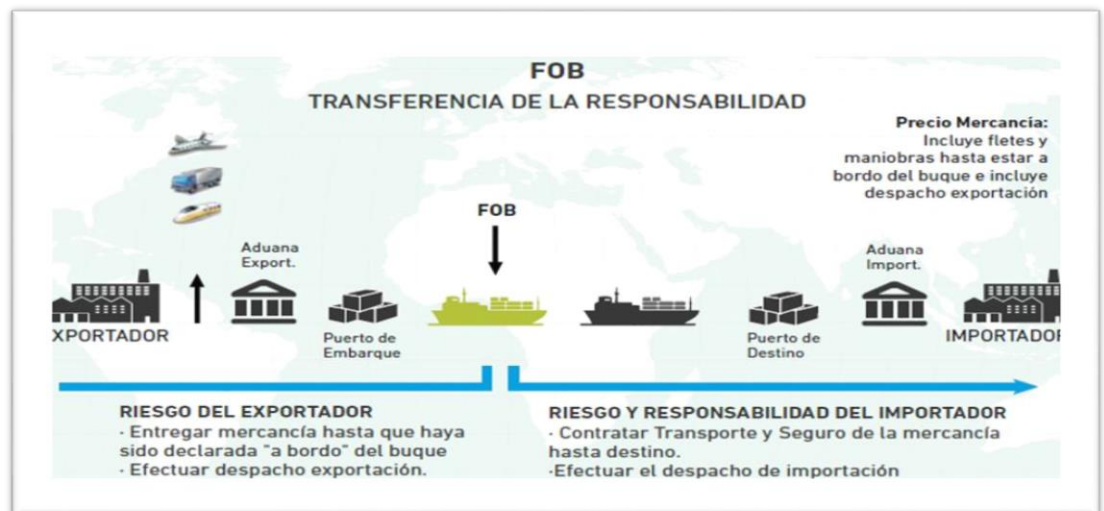 FOB
TRANSFERENCIA DE LA RESPONSABILIDAD
Precio Mercancía:
Incluye fletes y
maniobras hasta estar a
bordo del buque e incluye
despacho exportación
FOB
Aduana
Export.
Aduana
Import.
XPORTADOR
Puerto de
Embarque
Puerto de
Destino
IMPORTADOR
RIESGO DEL EXPORTADOR
· Entregar mercancía hasta que haya
sido declarada "a bordo" del buque
· Efectuar despacho exportación.
RIESGO Y RESPONSABILIDAD DEL IMPORTADOR
· Contratar Transporte y Seguro de la mercancía
hasta destino.
·Efectuar el despacho de importación